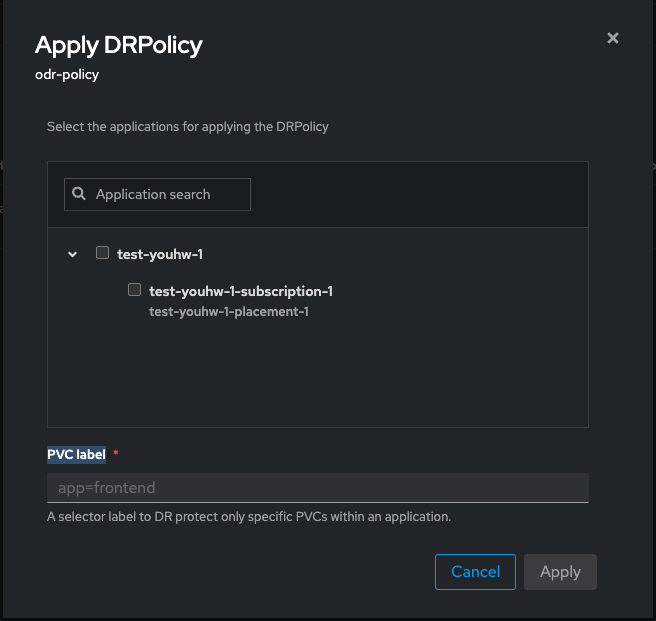 Apply DRPolicy
odr-policy
Select the applications for applying the DRPolicy
Application search
test-youhw-1
test-youhw-1-subscription-1
test-youhw-1-placement-1
PVC label *
app=frontend
A selector label to DR protect only specific PVCs within an application.
Cancel Apply